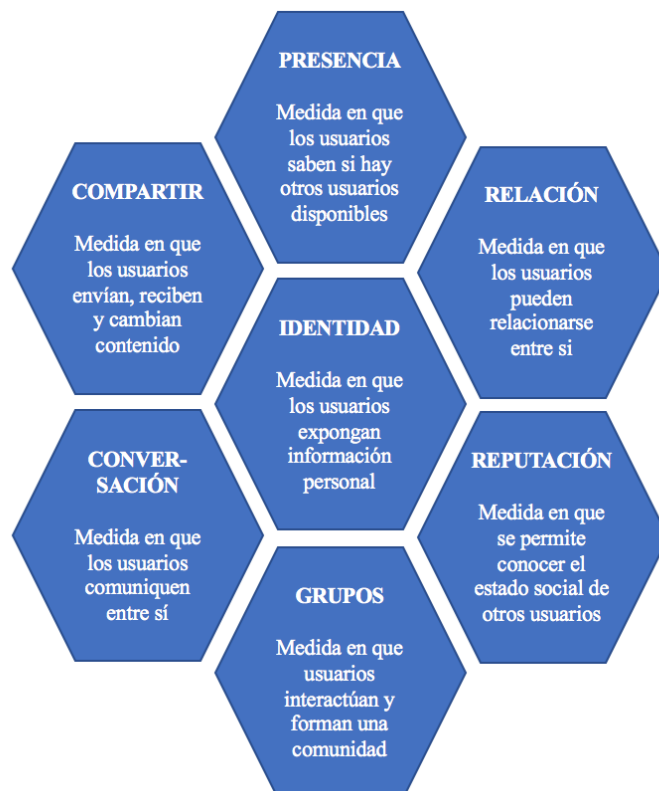 PRESENCIA
Medida en que
los usuarios
saben si hay
otros usuarios
disponibles
COMPARTIR
Medida en que
los usuarios
envían, reciben
y cambian
contenido
RELACIÓN
Medida en que
los usuarios
pueden
relacionarse
entre si
IDENTIDAD
Medida en que
los usuarios
expongan
información
personal
CONVER-
SACIÓN
Medida en que
los usuarios
comuniquen
entre sí
REPUTACIÓN
Medida en que
se permite
conocer el
estado social de
otros usuarios
GRUPOS
Medida en que
usuarios
interactúan y
forman una
comunidad